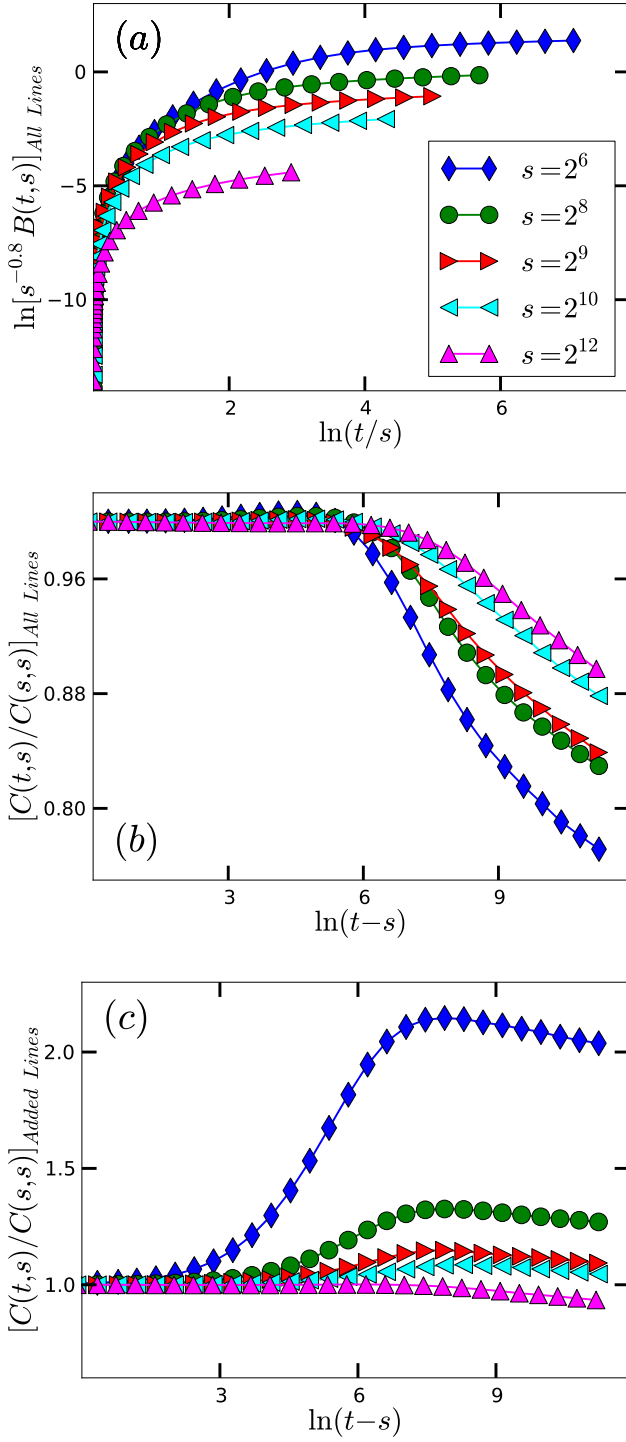 (a)
ln[s^{-0.8} B(t,s)]_{All Lines}
0
−5
−10
2 4 6
ln(t/s)
s=2^6
s=2^8
s=2^9
s=2^{10}
s=2^{12}
[C(t,s)/C(s,s)]_{All Lines}
0.96
0.88
0.80
(b)
3 6 9
ln(t−s)
(c)
[C(t,s)/C(s,s)]_{Added Lines}
2.0
1.5
1.0
3 6 9
ln(t−s)